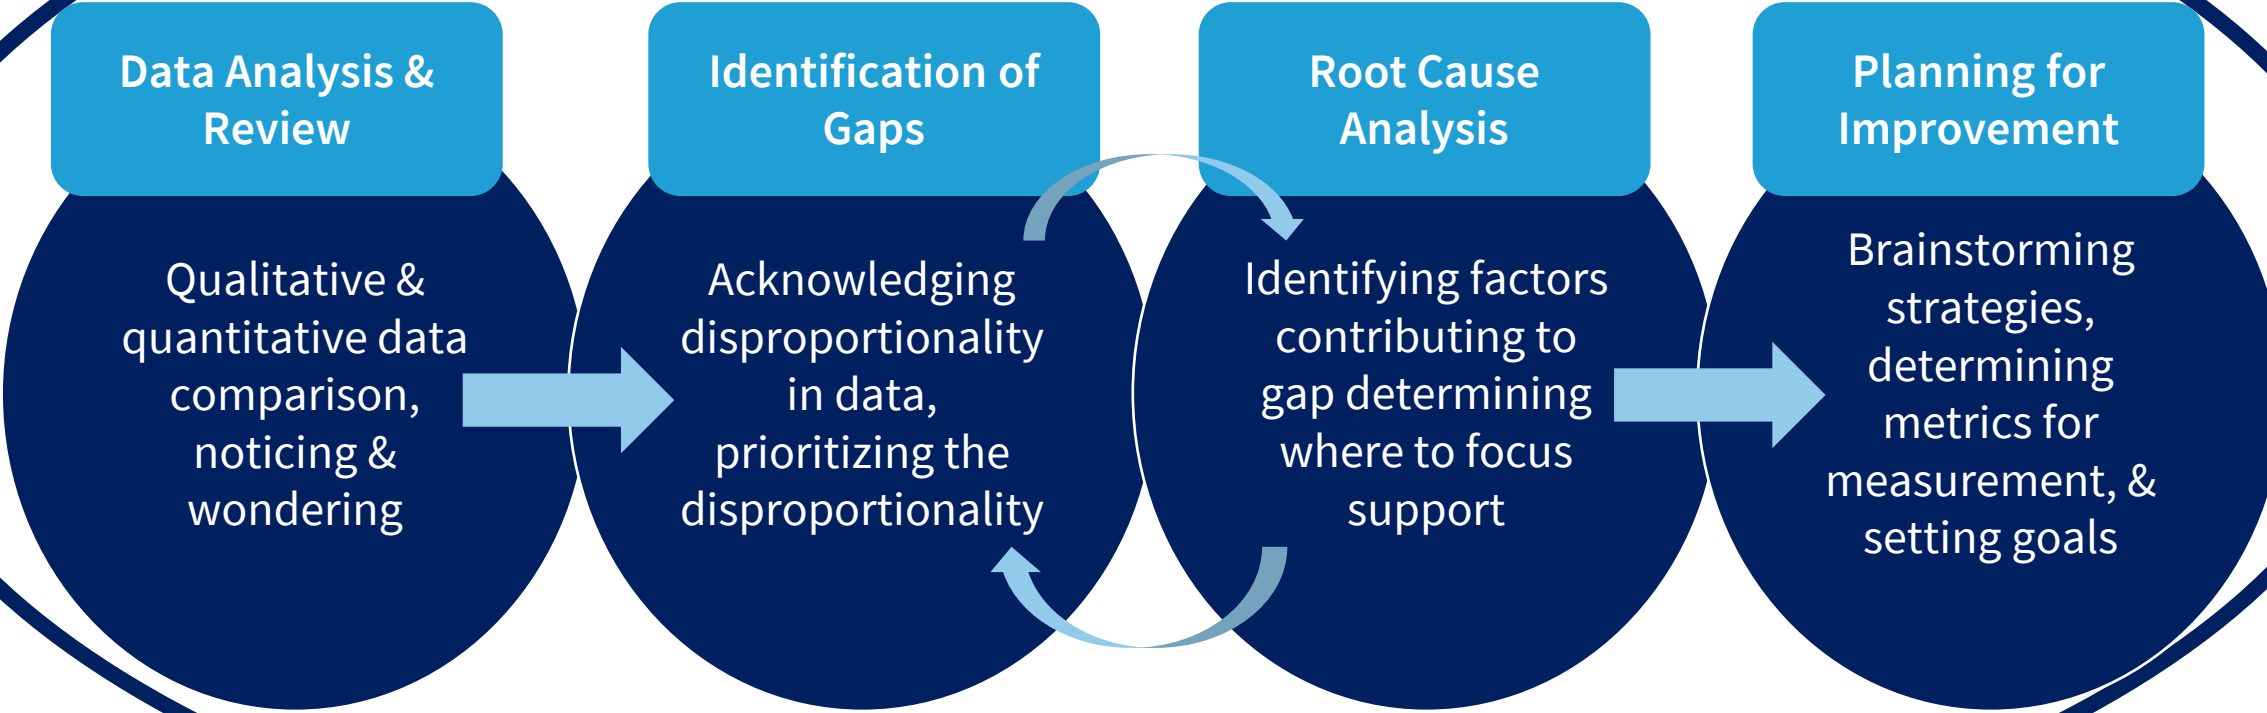 Data Analysis &
Review
Qualitative &
quantitative data
comparison,
noticing &
wondering
Identification of
Gaps
Acknowledging
disproportionality
in data,
prioritizing the
disproportionality
Root Cause
Analysis
Identifying factors
contributing to
gap determining
where to focus
support
Planning for
Improvement
Brainstorming
strategies,
determining
metrics for
measurement, &
setting goals